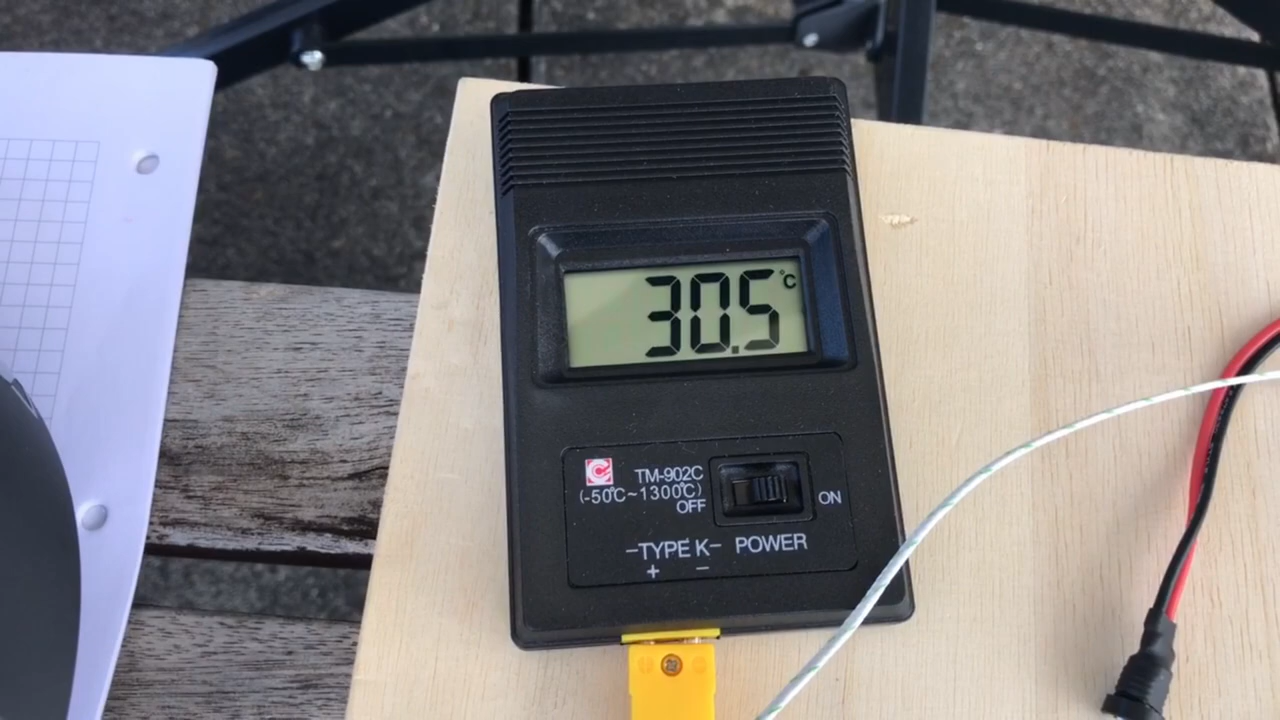 30.5 °C
TM-902C
(-50℃~1300℃)
OFF
ON
-TYPE K- POWER
+ -